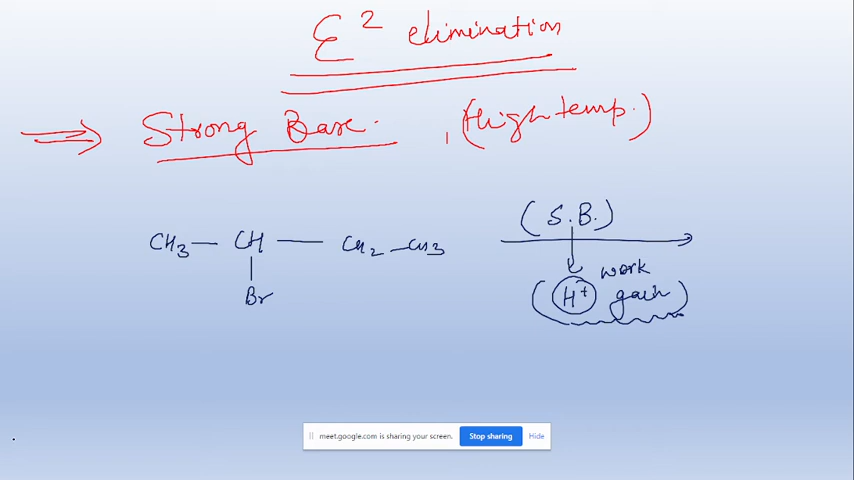 E² elimination
⇒ Strong Base. , (High temp.)
(S.B.)
CH₃ — CH — CH₂ — CH₃
work
Br
(H⁺ gain)
meet.google.com is sharing your screen. Stop sharing Hide